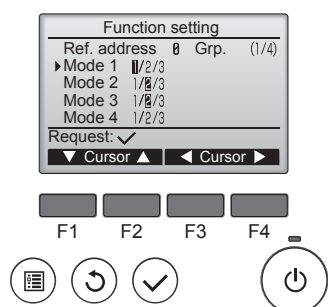 Function setting
Ref. address 0 Grp. (1/4)
▶Mode 1 1/2/3
Mode 2 1/2/3
Mode 3 1/2/3
Mode 4 1/2/3
Request: ✓
▼ Cursor ▲ ◀ Cursor ▶
F1 F2 F3 F4